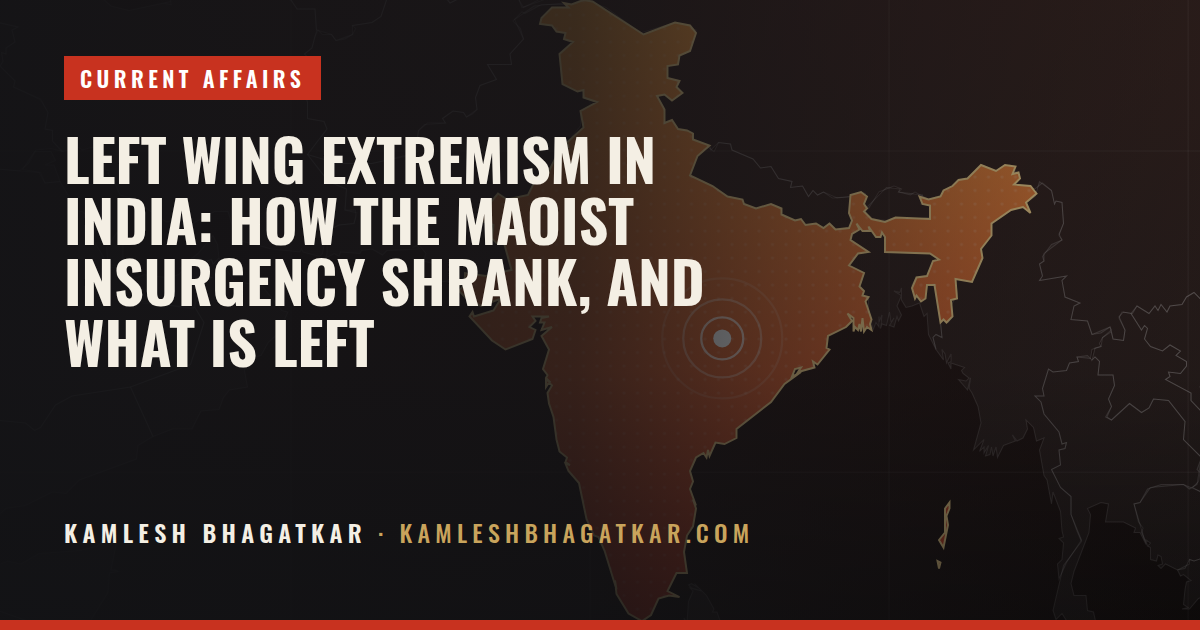 CURRENT AFFAIRS
LEFT WING EXTREMISM IN
INDIA: HOW THE MAOIST
INSURGENCY SHRANK, AND
WHAT IS LEFT
KAMLESH BHAGATKAR · KAMLESHBHAGATKAR.COM